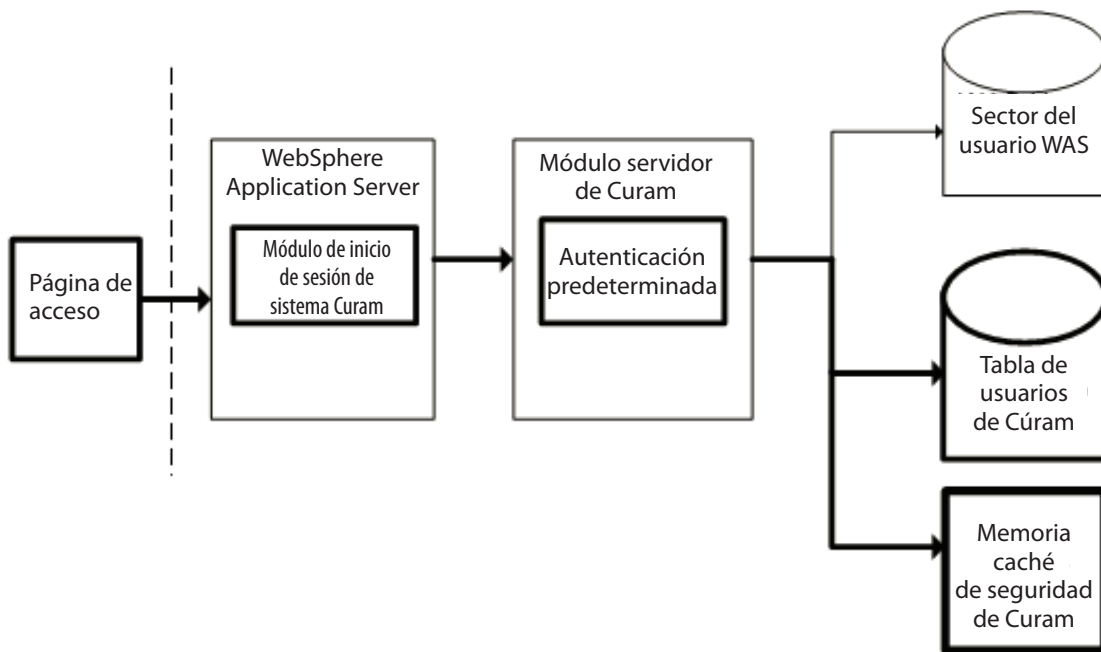 Página de
acceso
WebSphere
Application Server
Módulo de inicio
de sesión de
sistema Curam
Módulo servidor
de Curam
Autenticación
predeterminada
Sector del
usuario WAS
Tabla de
usuarios
de Cúram
Memoria
caché
de seguridad
de Curam